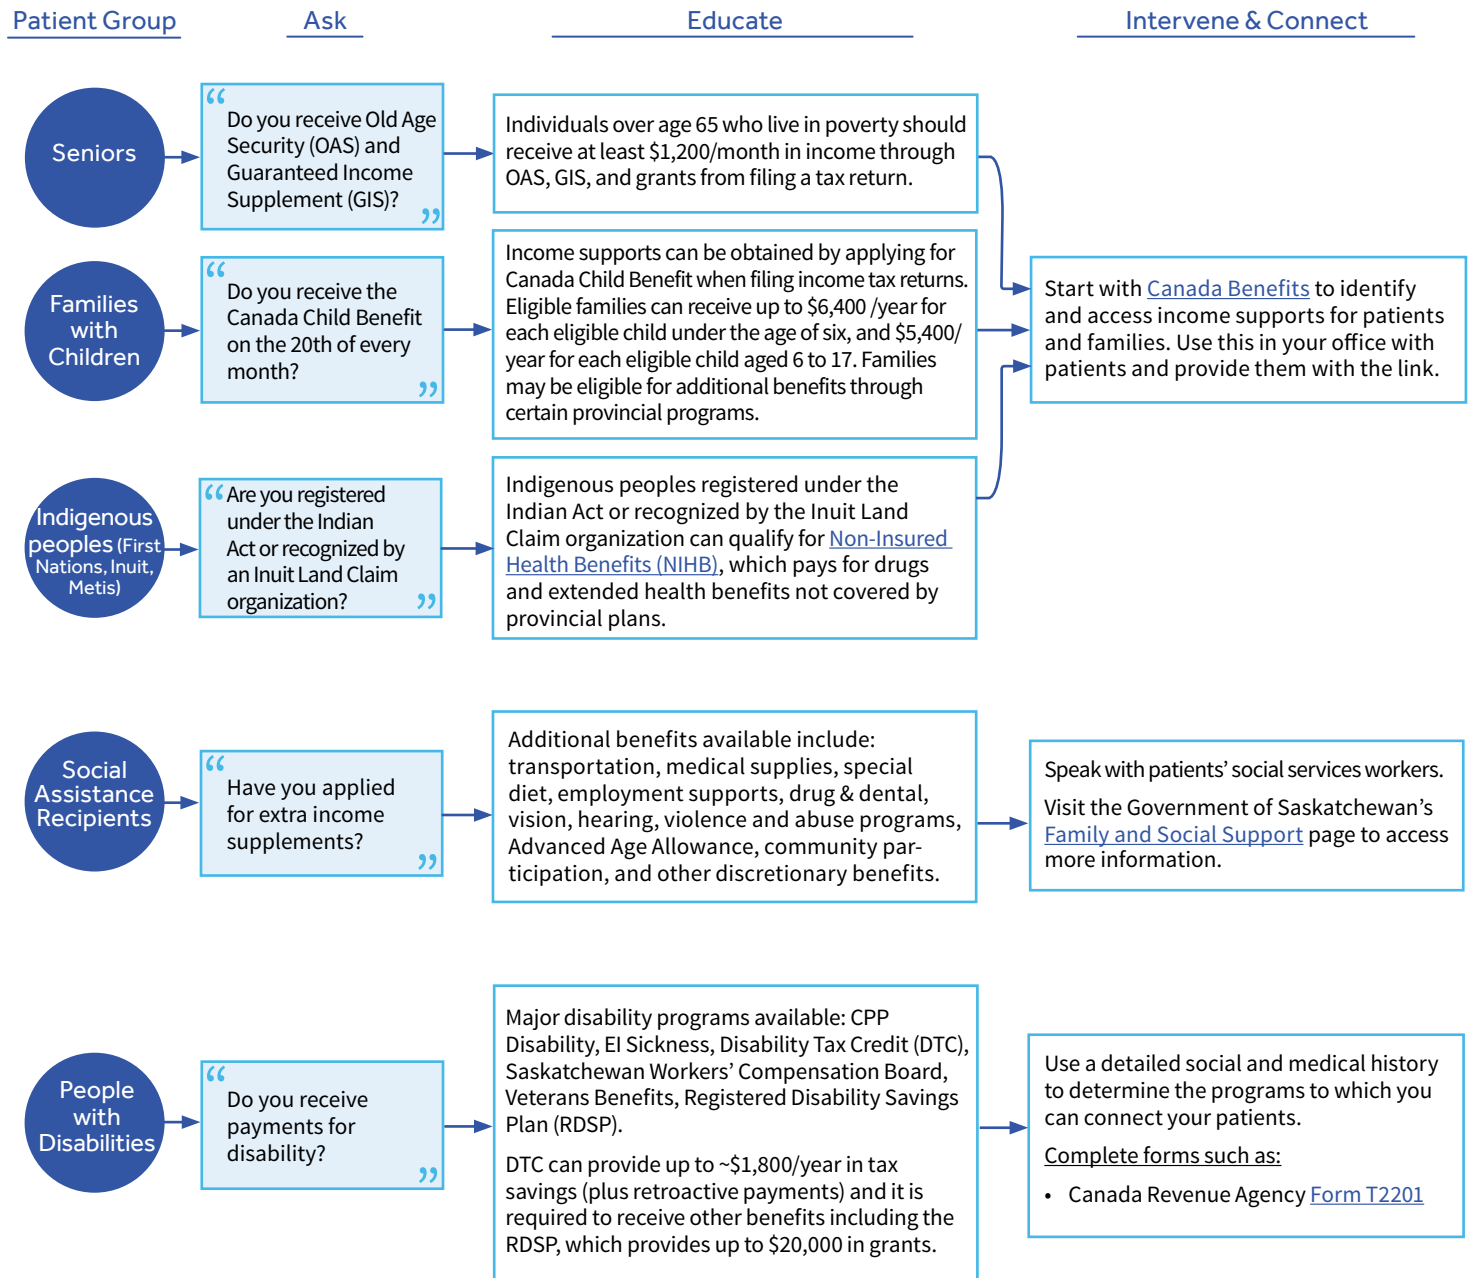 Patient Group
Ask
Educate
Intervene & Connect
Seniors
“
Do you receive Old Age
Security (OAS) and
Guaranteed Income
Supplement (GIS)?
”
Individuals over age 65 who live in poverty should
receive at least $1,200/month in income through
OAS, GIS, and grants from filing a tax return.
Families
with
Children
“
Do you receive the
Canada Child Benefit
on the 20th of every
month?
”
Income supports can be obtained by applying for
Canada Child Benefit when filing income tax returns.
Eligible families can receive up to $6,400 /year for
each eligible child under the age of six, and $5,400/
year for each eligible child aged 6 to 17. Families
may be eligible for additional benefits through
certain provincial programs.
Start with Canada Benefits to identify
and access income supports for patients
and families. Use this in your office with
patients and provide them with the link.
Indigenous
peoples (First
Nations, Inuit,
Metis)
“ Are you registered
under the Indian
Act or recognized by
an Inuit Land Claim
organization? ”
Indigenous peoples registered under the
Indian Act or recognized by the Inuit Land
Claim organization can qualify for Non-Insured
Health Benefits (NIHB), which pays for drugs
and extended health benefits not covered by
provincial plans.
Social
Assistance
Recipients
“
Have you applied
for extra income
supplements?
”
Additional benefits available include:
transportation, medical supplies, special
diet, employment supports, drug & dental,
vision, hearing, violence and abuse programs,
Advanced Age Allowance, community par-
ticipation, and other discretionary benefits.
Speak with patients’ social services workers.
Visit the Government of Saskatchewan’s
Family and Social Support page to access
more information.
People
with
Disabilities
“
Do you receive
payments for
disability?
”
Major disability programs available: CPP
Disability, EI Sickness, Disability Tax Credit (DTC),
Saskatchewan Workers’ Compensation Board,
Veterans Benefits, Registered Disability Savings
Plan (RDSP).
DTC can provide up to ~$1,800/year in tax
savings (plus retroactive payments) and it is
required to receive other benefits including the
RDSP, which provides up to $20,000 in grants.
Use a detailed social and medical history
to determine the programs to which you
can connect your patients.
Complete forms such as:
• Canada Revenue Agency Form T2201